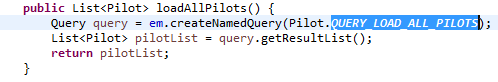 public List<Pilot> loadAllPilots() {
Query query = em.createNamedQuery(Pilot.QUERY_LOAD_ALL_PILOTS);
List<Pilot> pilotList = query.getResultList();
return pilotList;
}